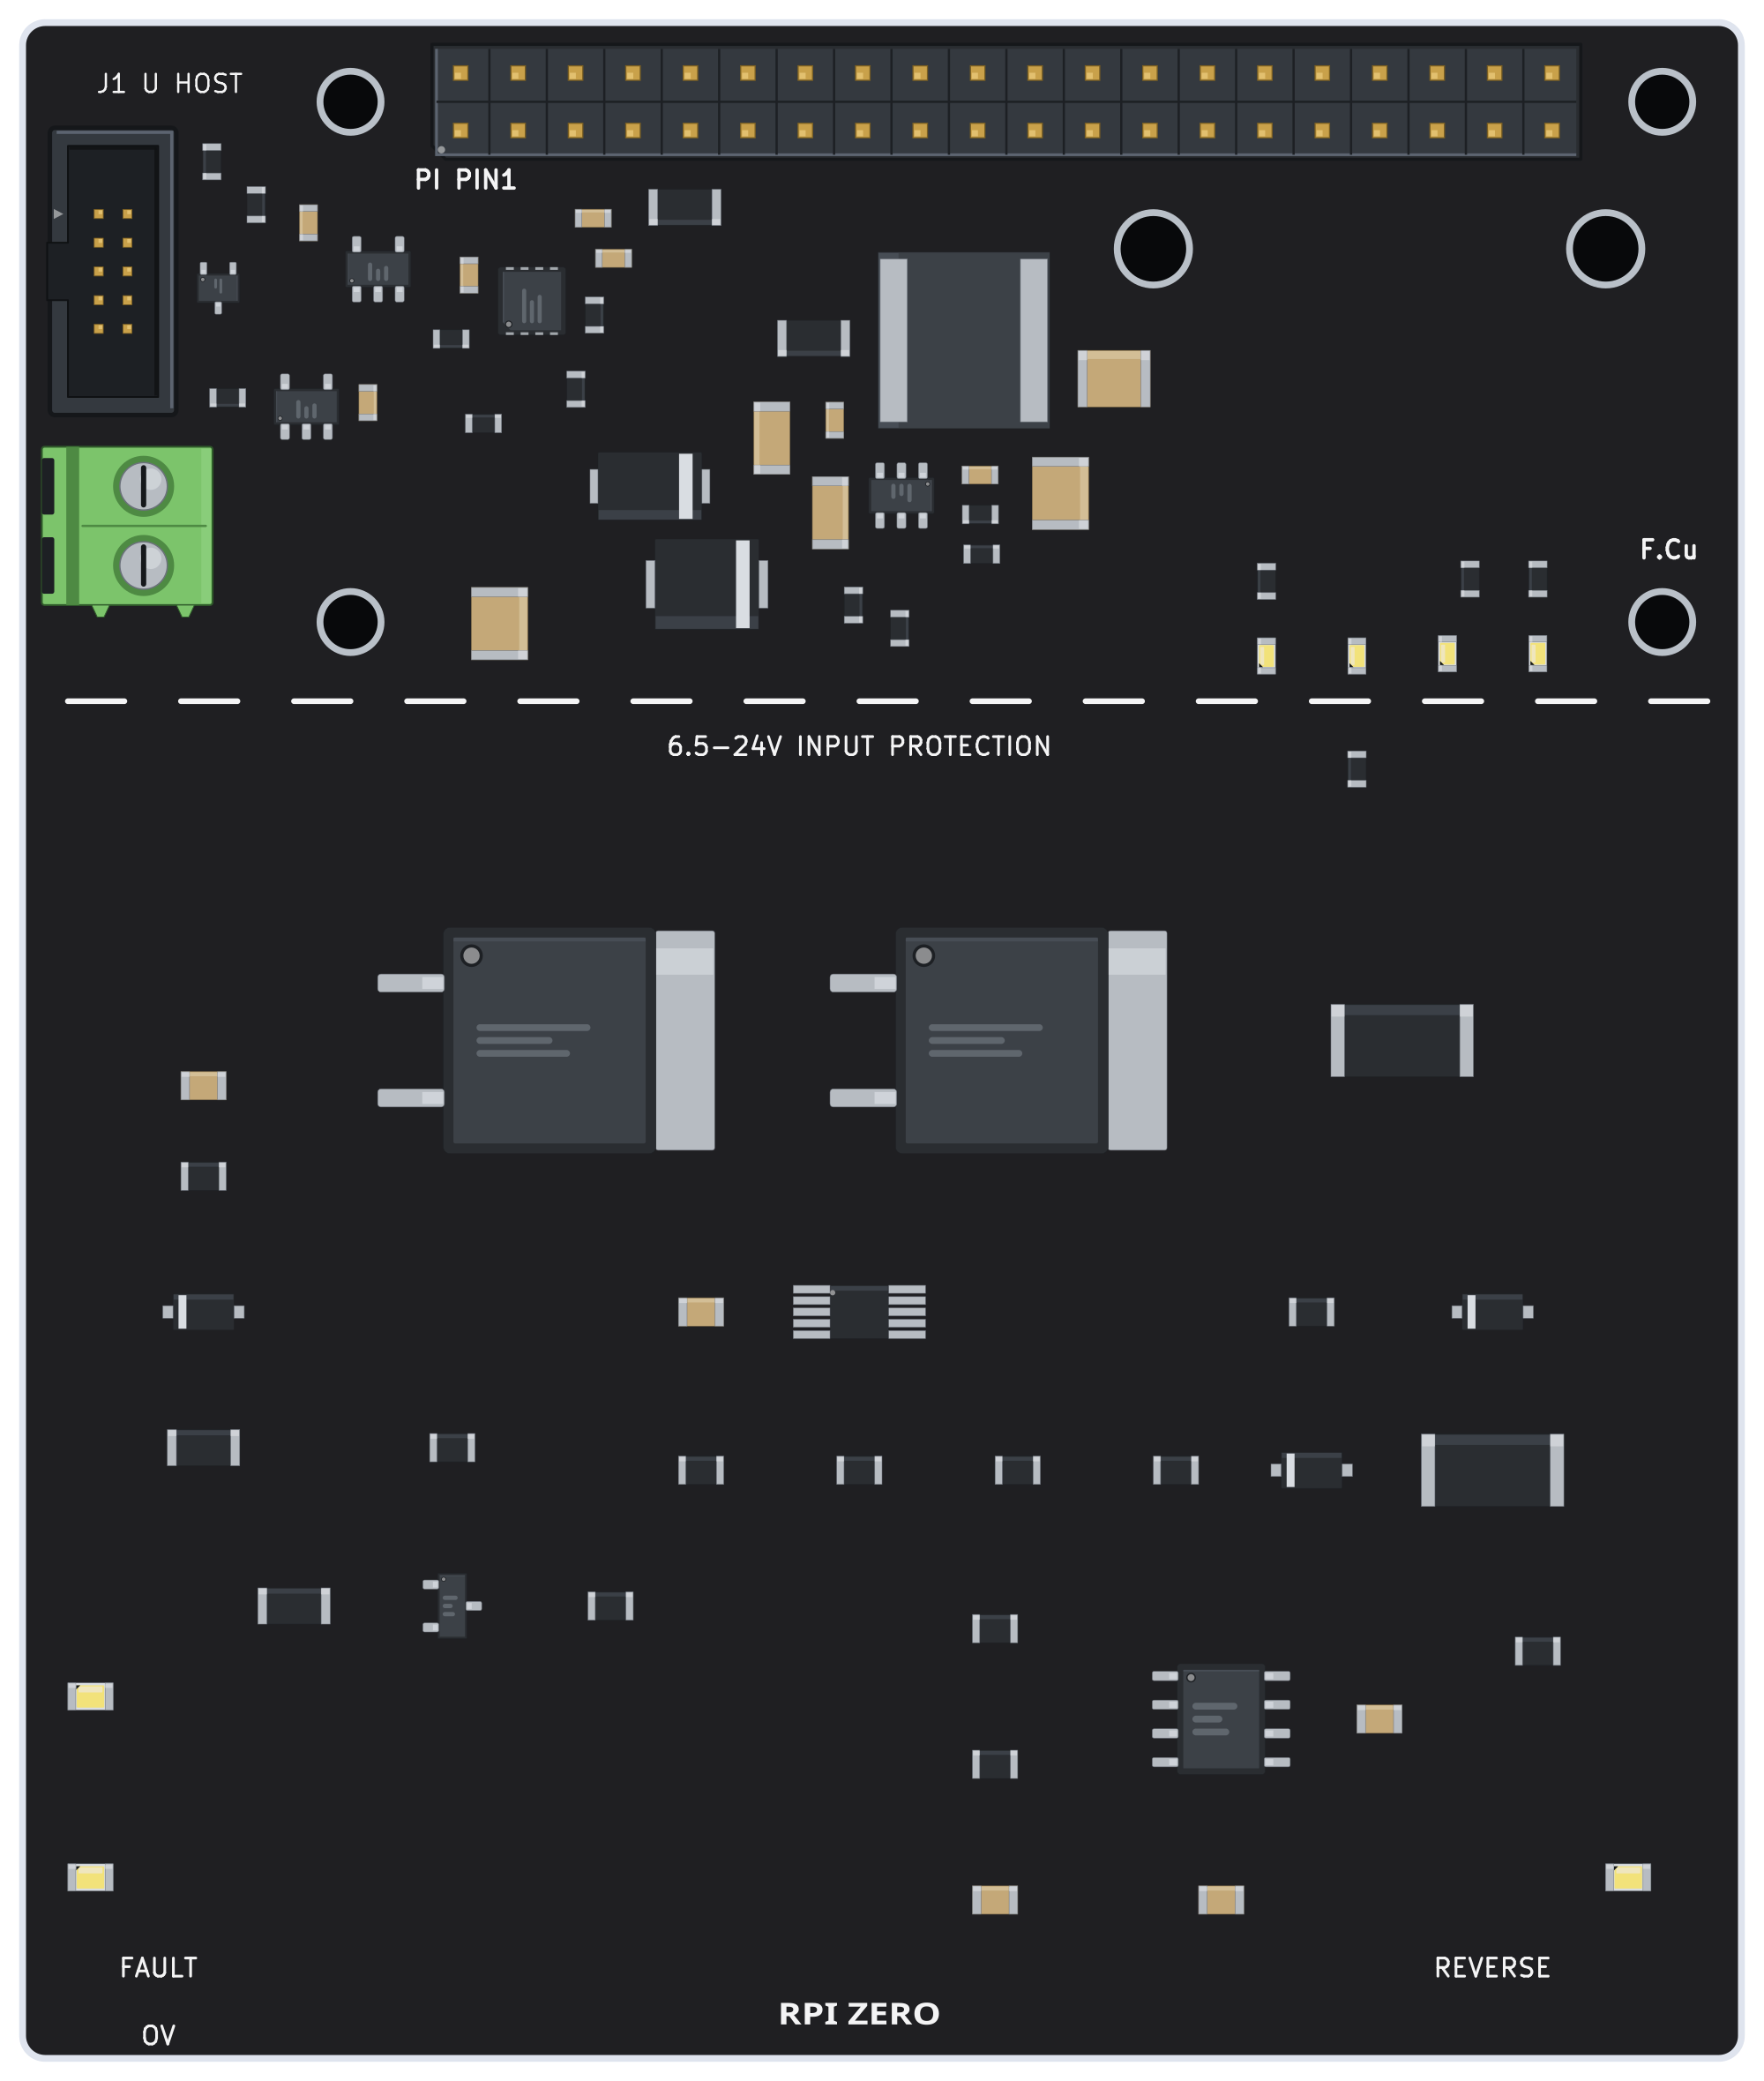 J1 U HOST
PI PIN1
F.Cu
6.5-24V INPUT PROTECTION
FAULT
REVERSE
RPI ZERO
OV